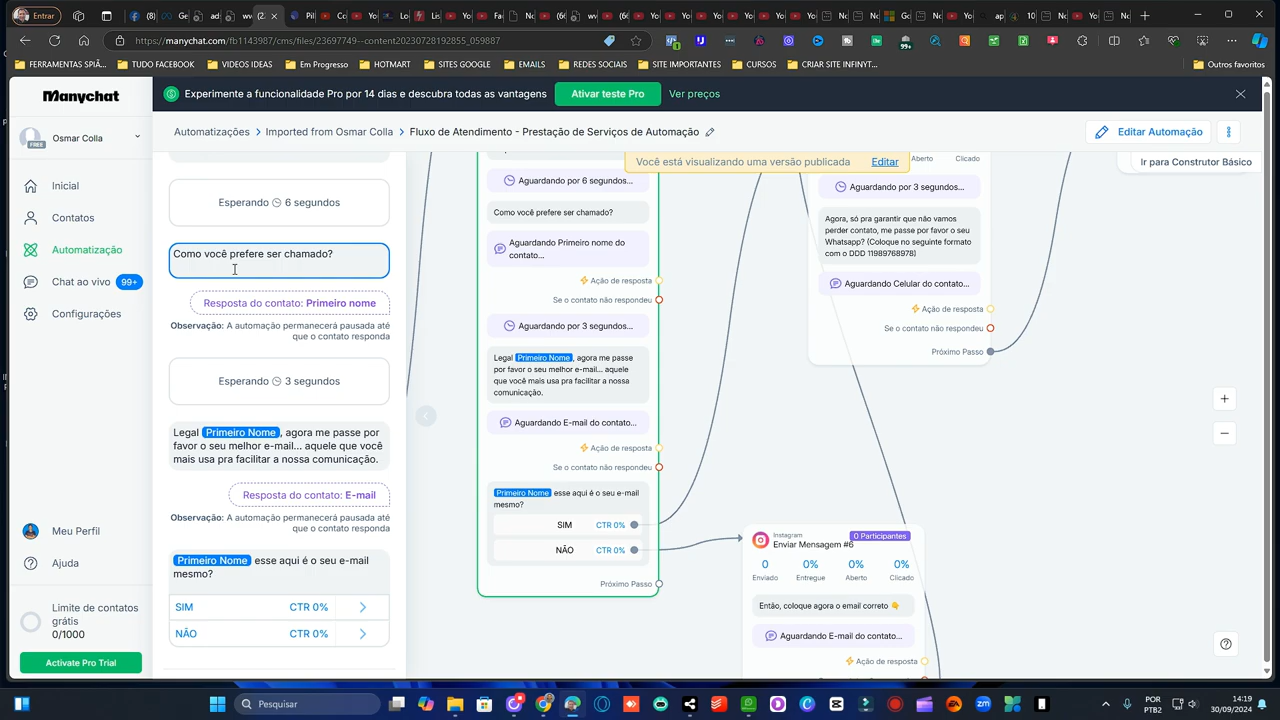 Entrar
https://manychat.com/fb1143987/cms/files/23697749--content20230728192855_059887
99+
FERRAMENTAS SPIÃ...
TUDO FACEBOOK
VIDEOS IDEAS
Em Progresso
HOTMART
SITES GOOGLE
EMAILS
REDES SOCIAIS
SITE IMPORTANTES
CURSOS
CRIAR SITE INFINYT...
Outros favoritos
Manychat
Experimente a funcionalidade Pro por 14 dias e descubra todas as vantagens
Ativar teste Pro
Ver preços
Osmar Colla
FREE
Automatizações
Imported from Osmar Colla
Fluxo de Atendimento - Prestação de Serviços de Automação
Editar Automação
Você está visualizando uma versão publicada
Editar
Ir para Construtor Básico
Inicial
Contatos
Automatização
Chat ao vivo
99+
Configurações
Meu Perfil
Ajuda
Limite de contatos
grátis
0/1000
Activate Pro Trial
Esperando 6 segundos
Como você prefere ser chamado?
Resposta do contato: Primeiro nome
Observação: A automação permanecerá pausada até
que o contato responda
Esperando 3 segundos
Legal Primeiro Nome, agora me passe por
favor o seu melhor e-mail... aquele que você
mais usa pra facilitar a nossa comunicação.
Resposta do contato: E-mail
Observação: A automação permanecerá pausada até
que o contato responda
Primeiro Nome esse aqui é o seu e-mail
mesmo?
SIM CTR 0%
NÃO CTR 0%
Aguardando por 6 segundos...
Como você prefere ser chamado?
Aguardando Primeiro nome do
contato...
Ação de resposta
Se o contato não respondeu
Aguardando por 3 segundos...
Legal Primeiro Nome, agora me passe
por favor o seu melhor e-mail... aquele
que você mais usa pra facilitar a nossa
comunicação.
Aguardando E-mail do contato...
Ação de resposta
Se o contato não respondeu
Primeiro Nome esse aqui é o seu e-mail
mesmo?
SIM CTR 0%
NÃO CTR 0%
Próximo Passo
Aberto
Clicado
Aguardando por 3 segundos...
Agora, só pra garantir que não vamos
perder contato, me passe por favor o seu
Whatsapp? (Coloque no seguinte formato
com o DDD 11989768978)
Aguardando Celular do contato...
Ação de resposta
Se o contato não respondeu
Próximo Passo
Instagram
Enviar Mensagem #6
0 Participantes
0 0% 0% 0%
Enviado Entregue Aberto Clicado
Então, coloque agora o email correto 👇
Aguardando E-mail do contato...
Ação de resposta
Pesquisar
POR
PTB2
14:19
30/09/2024